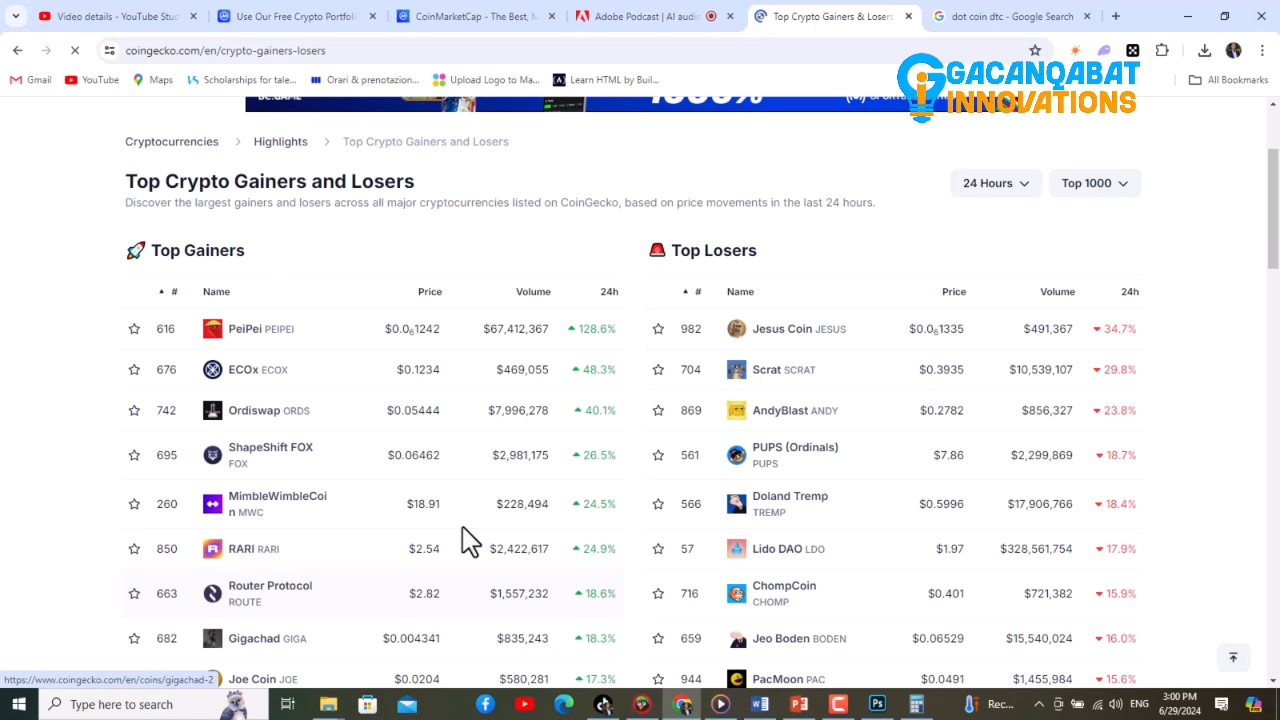 Video details - YouTube Stud
Use Our Free Crypto Portfoli
CoinMarketCap - The Best, N
Adobe Podcast | AI audi
Top Crypto Gainers & Losers
dot coin dtc - Google Search
coingecko.com/en/crypto-gainers-losers
Gmail
YouTube
Maps
Scholarships for tale...
Orari & prenotazion...
Upload Logo to Ma...
Learn HTML by Buil...
All Bookmarks
GACANQABAT
INNOVATIONS
BC.GAME
1000%
Cryptocurrencies > Highlights > Top Crypto Gainers and Losers
Top Crypto Gainers and Losers
24 Hours
Top 1000
Discover the largest gainers and losers across all major cryptocurrencies listed on CoinGecko, based on price movements in the last 24 hours.
Top Gainers
# Name Price Volume 24h
616 PeiPei PEIPEI $0.0₆1242 $67,412,367 128.6%
676 ECOx ECOX $0.1234 $469,055 48.3%
742 Ordiswap ORDS $0.05444 $7,996,278 40.1%
695 ShapeShift FOX FOX $0.06462 $2,981,175 26.5%
260 MimbleWimbleCoi
n MWC $18.91 $228,494 24.5%
850 RARI RARI $2.54 $2,422,617 24.9%
663 Router Protocol ROUTE $2.82 $1,557,232 18.6%
682 Gigachad GIGA $0.004341 $835,243 18.3%
Joe Coin JOE $0.0204 $580,281 17.3%
Top Losers
# Name Price Volume 24h
982 Jesus Coin JESUS $0.0₆1335 $491,367 34.7%
704 Scrat SCRAT $0.3935 $10,539,107 29.8%
869 AndyBlast ANDY $0.2782 $856,327 23.8%
561 PUPS (Ordinals) PUPS $7.86 $2,299,869 18.7%
566 Doland Tremp TREMP $0.5996 $17,906,766 18.4%
57 Lido DAO LDO $1.97 $328,561,754 17.9%
716 ChompCoin CHOMP $0.401 $721,382 15.9%
659 Jeo Boden BODEN $0.06529 $15,540,024 16.0%
944 PacMoon PAC $0.0491 $1,455,984 15.6%
https://www.coingecko.com/en/coins/gigachad-2
Type here to search
Rec...
ENG
3:00 PM
6/29/2024